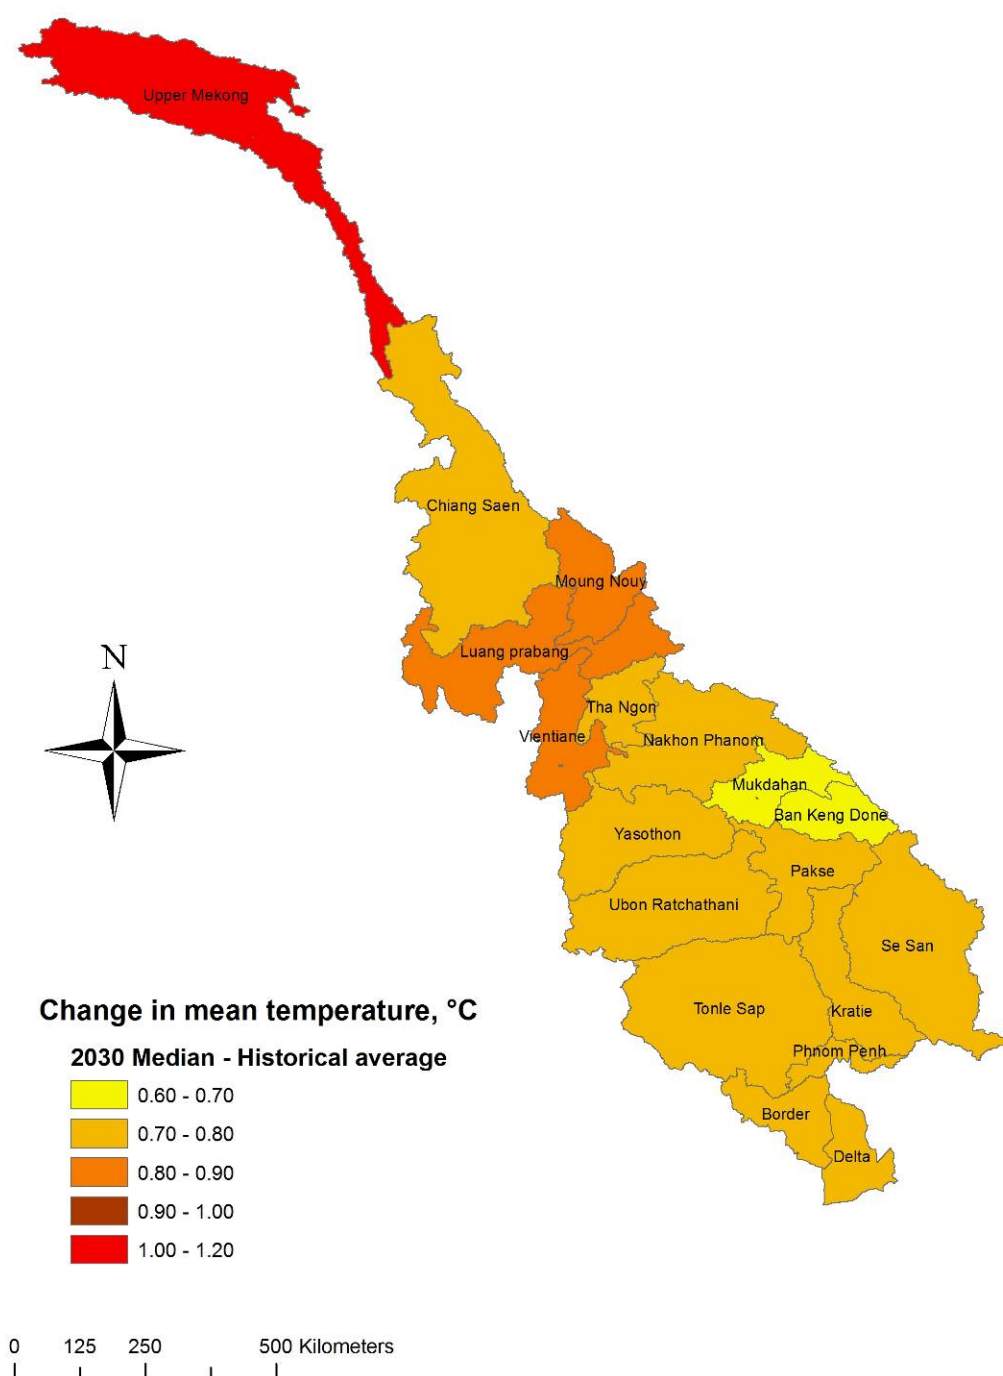 Upper Mekong
Chiang Saen
Moung Nouy
Luang prabang
N
Tha Ngon
Vientiane
Nakhon Phanom
Mukdahan
Ban Keng Done
Yasothon
Pakse
Ubon Ratchathani
Se San
Tonle Sap
Kratie
Phnom Penh
Border
Delta
Change in mean temperature, °C
2030 Median - Historical average
0.60 - 0.70
0.70 - 0.80
0.80 - 0.90
0.90 - 1.00
1.00 - 1.20
0 125 250 500 Kilometers